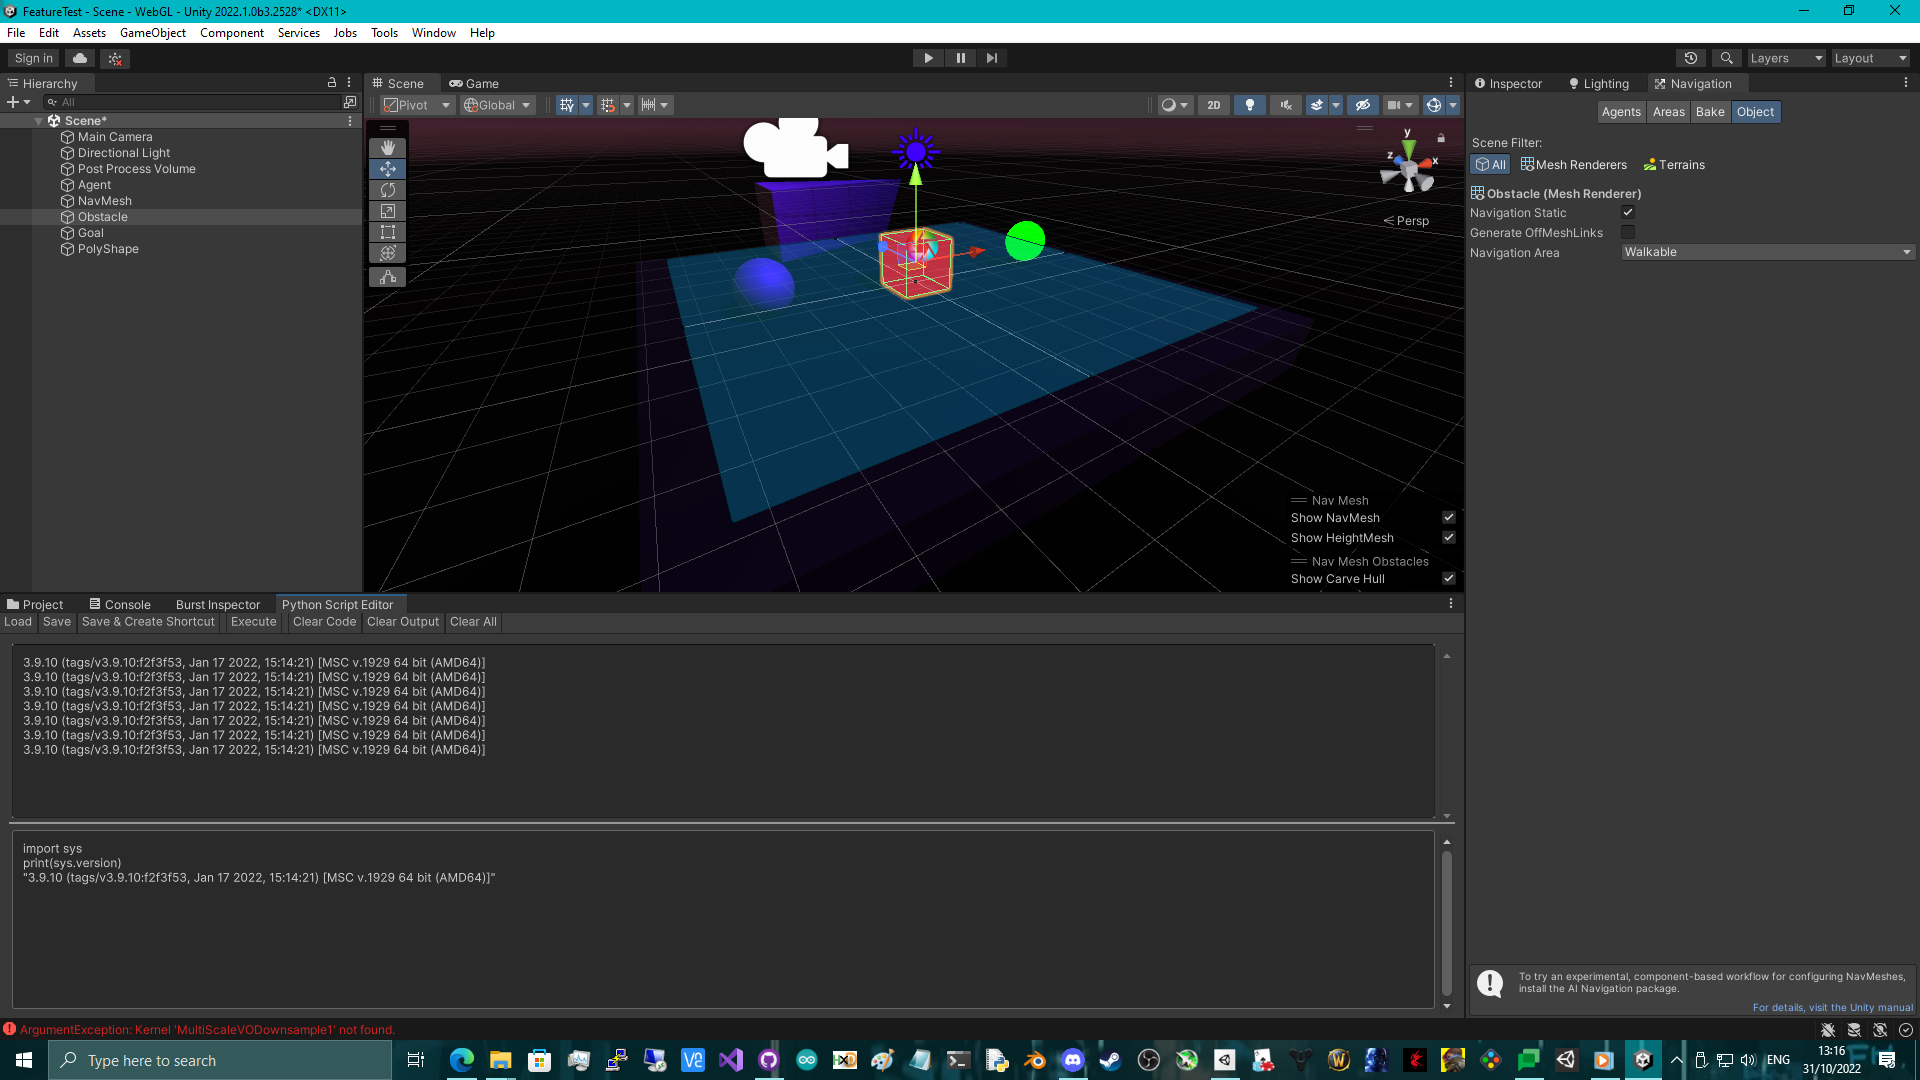 FeatureTest - Scene - WebGL - Unity 2022.1.0b3.2528* <DX11>
File Edit Assets GameObject Component Services Jobs Tools Window Help
Sign in
Layers
Layout
Hierarchy
All
Scene*
Main Camera
Directional Light
Post Process Volume
Agent
NavMesh
Obstacle
Goal
PolyShape
Scene Game
Pivot Global
2D
y
z
x
Persp
Nav Mesh
Show NavMesh
Show HeightMesh
Nav Mesh Obstacles
Show Carve Hull
Inspector Lighting Navigation
Agents Areas Bake Object
Scene Filter:
All Mesh Renderers Terrains
Obstacle (Mesh Renderer)
Navigation Static
Generate OffMeshLinks
Navigation Area Walkable
To try an experimental, component-based workflow for configuring NavMeshes,
install the AI Navigation package.
For details, visit the Unity manual
Project Console Burst Inspector Python Script Editor
Load Save Save & Create Shortcut Execute Clear Code Clear Output Clear All
3.9.10 (tags/v3.9.10:f2f3f53, Jan 17 2022, 15:14:21) [MSC v.1929 64 bit (AMD64)]
3.9.10 (tags/v3.9.10:f2f3f53, Jan 17 2022, 15:14:21) [MSC v.1929 64 bit (AMD64)]
3.9.10 (tags/v3.9.10:f2f3f53, Jan 17 2022, 15:14:21) [MSC v.1929 64 bit (AMD64)]
3.9.10 (tags/v3.9.10:f2f3f53, Jan 17 2022, 15:14:21) [MSC v.1929 64 bit (AMD64)]
3.9.10 (tags/v3.9.10:f2f3f53, Jan 17 2022, 15:14:21) [MSC v.1929 64 bit (AMD64)]
3.9.10 (tags/v3.9.10:f2f3f53, Jan 17 2022, 15:14:21) [MSC v.1929 64 bit (AMD64)]
3.9.10 (tags/v3.9.10:f2f3f53, Jan 17 2022, 15:14:21) [MSC v.1929 64 bit (AMD64)]
import sys
print(sys.version)
"3.9.10 (tags/v3.9.10:f2f3f53, Jan 17 2022, 15:14:21) [MSC v.1929 64 bit (AMD64)]"
ArgumentException: Kernel 'MultiScaleVODownsample1' not found.
Type here to search
ENG
13:16
31/10/2022